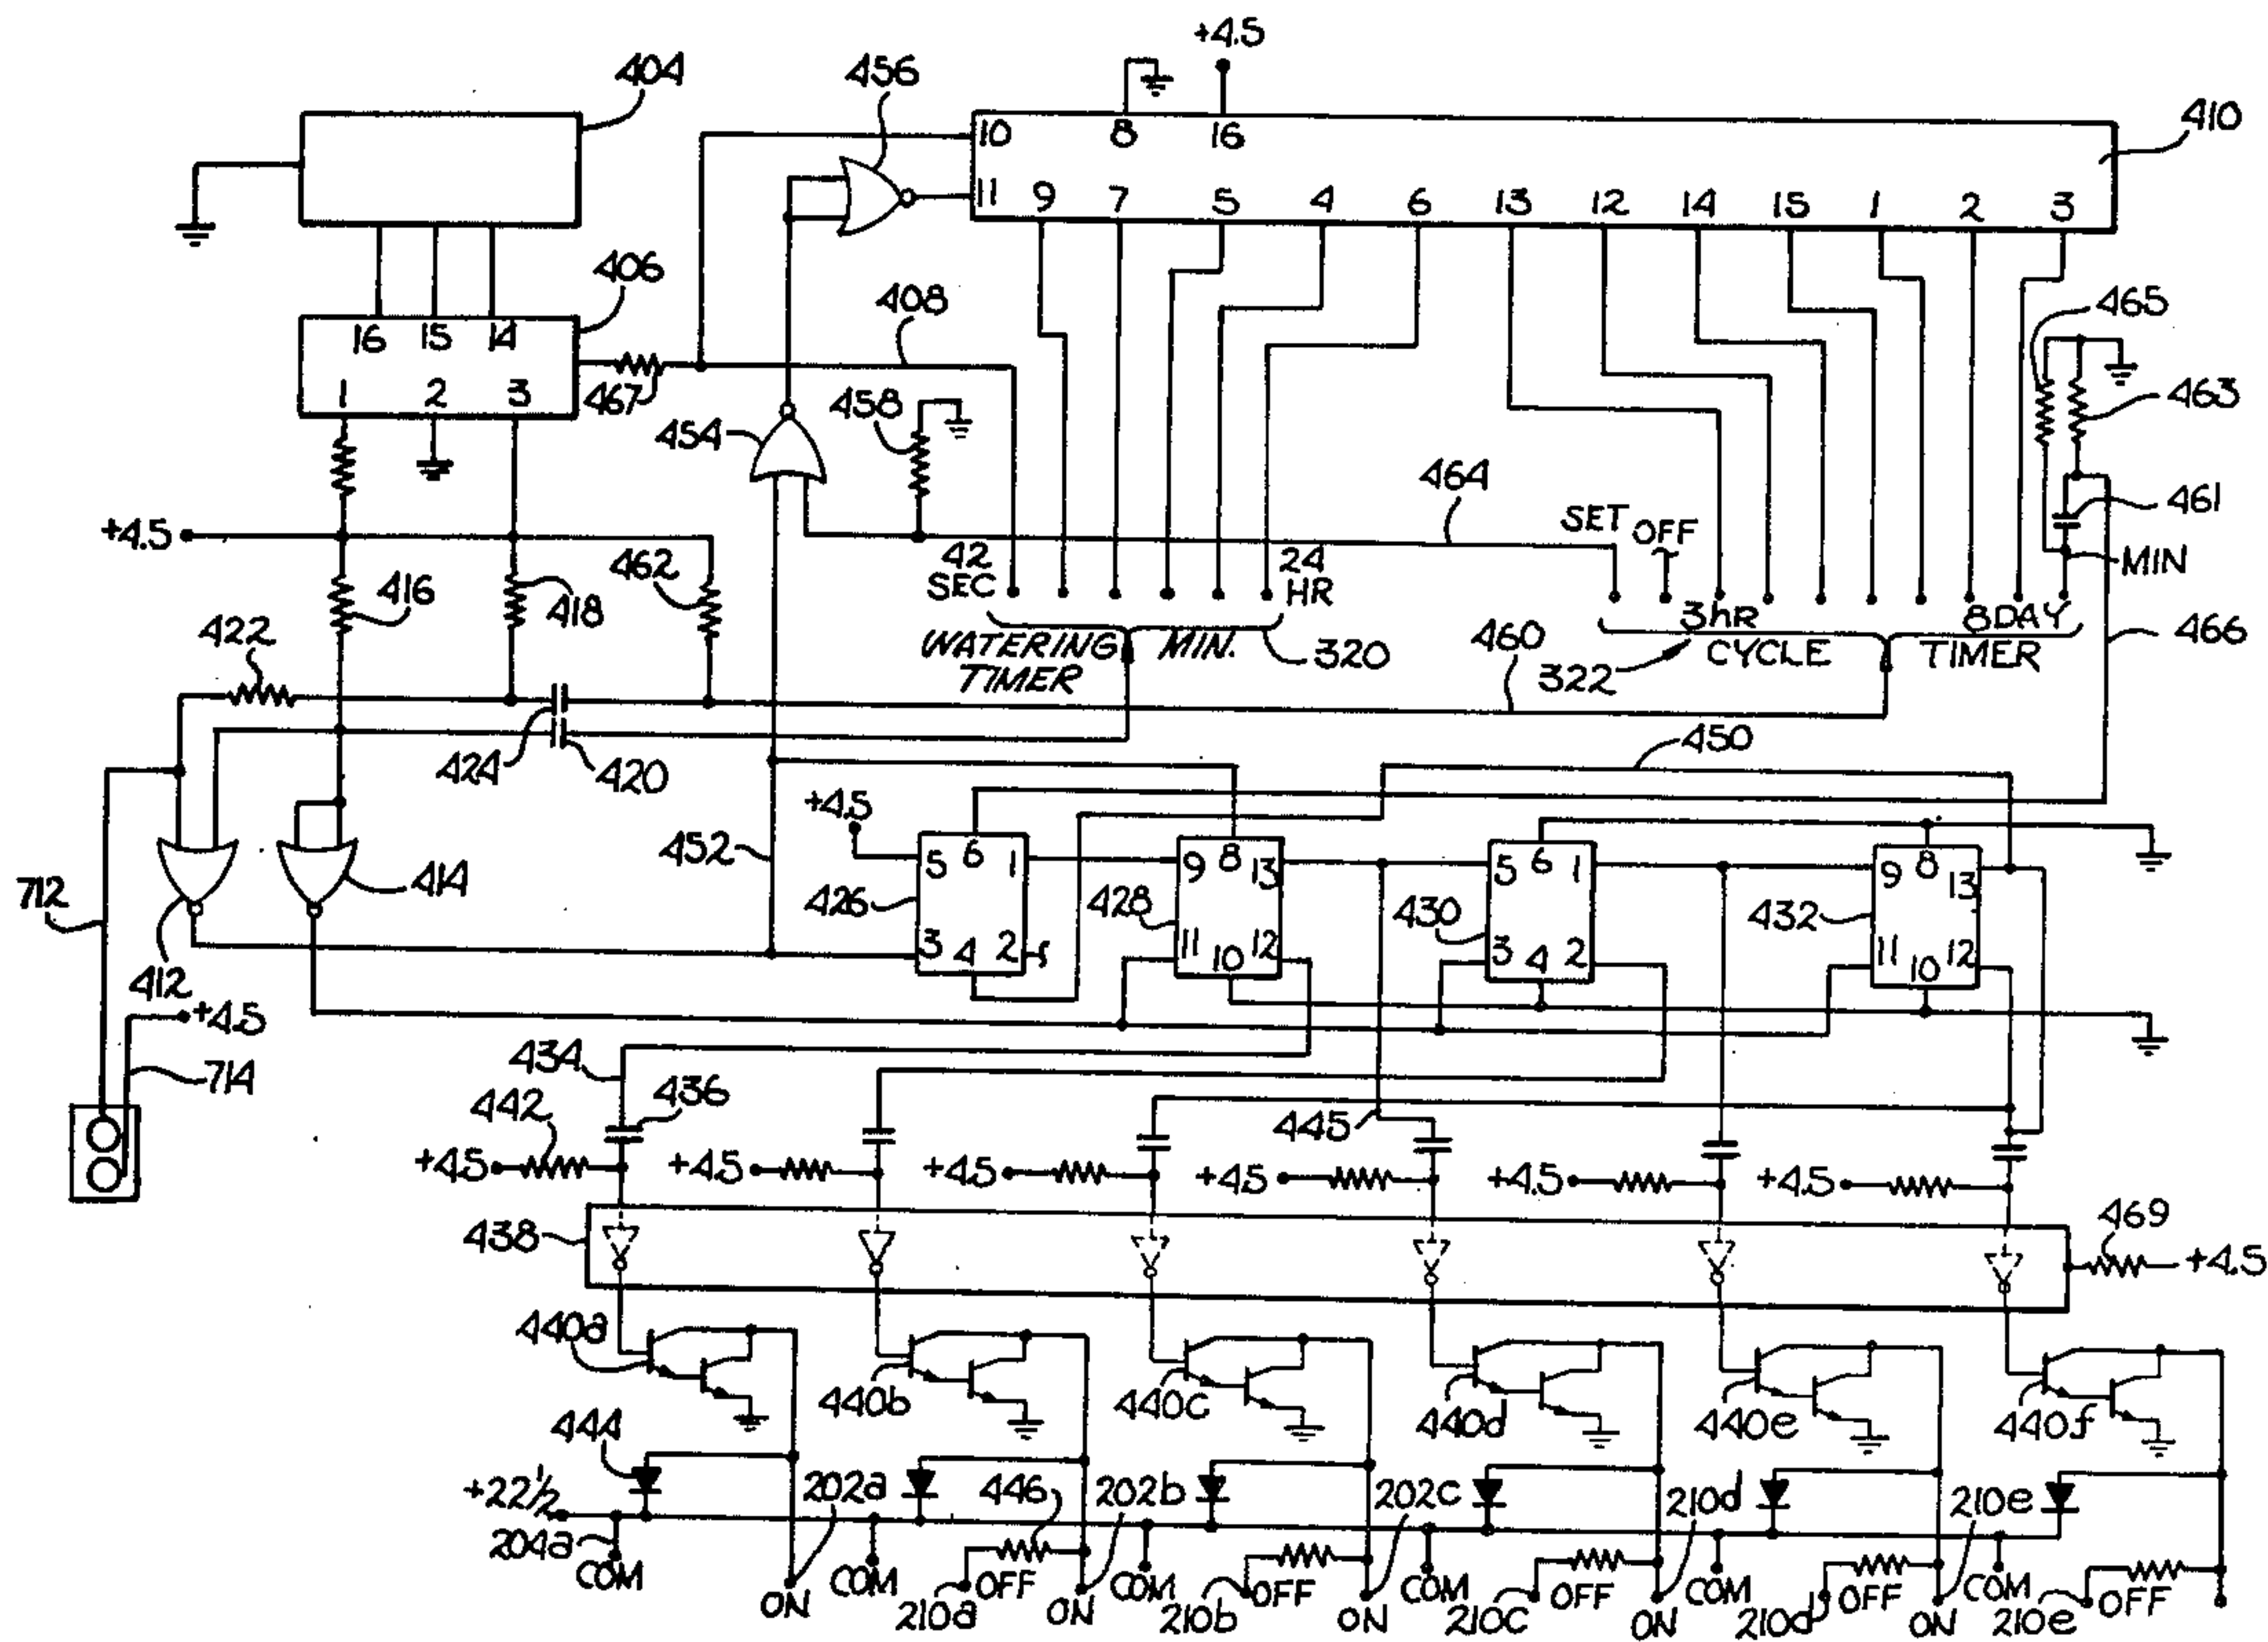 +4.5
404
456
410
10
8
16
11
9
7
5
4
6
13
12
14
15
1
2
3
406
16
15
14
1
2
3
467
408
465
463
458
454
464
461
+4.5
SET
OFF
MIN
42
SEC
24
HR
3hR
8DAY
416
418
462
422
WATERING
TIMER
MIN.
320
460
322
CYCLE
TIMER
466
424
420
450
+4.5
452
414
712
412
426
5
6
1
3
4
2
428
9
8
13
11
10
12
430
5
6
1
3
4
2
432
9
8
13
11
10
12
+4.5
714
434
442
436
445
+4.5
+4.5
+4.5
+4.5
+4.5
+4.5
438
469
+4.5
440a
440b
440c
440d
440e
440f
444
+22½
202a
446
202b
202c
210d
210e
204a
COM
ON
COM
210a
OFF
ON
COM
210b
OFF
ON
COM
210c
OFF
ON
COM
210d
OFF
ON
COM
210e
OFF